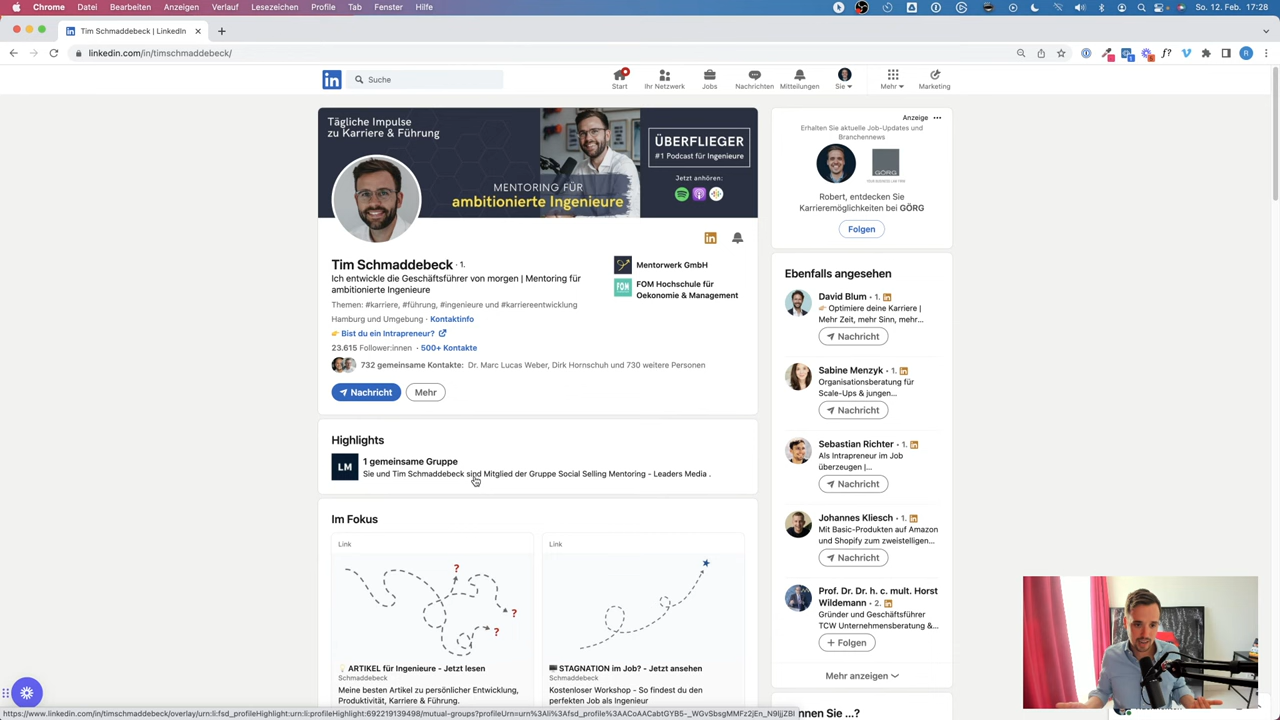 Chrome Datei Bearbeiten Anzeigen Verlauf Lesezeichen Profile Tab Fenster Hilfe
So. 12. Feb. 17:28
Tim Schmaddebeck | LinkedIn
linkedin.com/in/timschmaddebeck/
Suche
Start
Ihr Netzwerk
Jobs
Nachrichten
Mitteilungen
Sie
Mehr
Marketing
Tägliche Impulse
zu Karriere & Führung
MENTORING FÜR
ambitionierte Ingenieure
ÜBERFLIEGER
#1 Podcast für Ingenieure
Jetzt anhören:
Tim Schmaddebeck · 1.
Ich entwickle die Geschäftsführer von morgen | Mentoring für
ambitionierte Ingenieure
Themen: #karriere, #führung, #ingenieure und #karriereentwicklung
Hamburg und Umgebung · Kontaktinfo
Bist du ein Intrapreneur?
23.615 Follower:innen · 500+ Kontakte
732 gemeinsame Kontakte: Dr. Marc Lucas Weber, Dirk Hornschuh und 730 weitere Personen
Nachricht
Mehr
Mentorwerk GmbH
FOM
FOM Hochschule für
Oekonomie & Management
Highlights
LM
1 gemeinsame Gruppe
Sie und Tim Schmaddebeck sind Mitglied der Gruppe Social Selling Mentoring - Leaders Media .
Im Fokus
Link
?
?
?
ARTIKEL für Ingenieure - Jetzt lesen
Schmaddebeck
Meine besten Artikel zu persönlicher Entwicklung,
Produktivität, Karriere & Führung.
Link
STAGNATION im Job? - Jetzt ansehen
Schmaddebeck
Kostenloser Workshop - So findest du den
perfekten Job als Ingenieur
Anzeige
Erhalten Sie aktuelle Job-Updates und
Branchennews
GÖRG
Robert, entdecken Sie
Karrieremöglichkeiten bei GÖRG
Folgen
Ebenfalls angesehen
David Blum · 1.
Optimiere deine Karriere |
Mehr Zeit, mehr Sinn, mehr...
Nachricht
Sabine Menzyk · 1.
Organisationsberatung für
Scale-Ups & jungen...
Nachricht
Sebastian Richter · 1.
Als Intrapreneur im Job
überzeugen |...
Nachricht
Johannes Kliesch · 1.
Mit Basic-Produkten auf Amazon
und Shopify zum zweistelligen...
Nachricht
Prof. Dr. Dr. h. c. mult. Horst
Wildemann · 2.
Gründer und Geschäftsführer
TCW Unternehmensberatung &...
+ Folgen
Mehr anzeigen
nnen Sie ...?